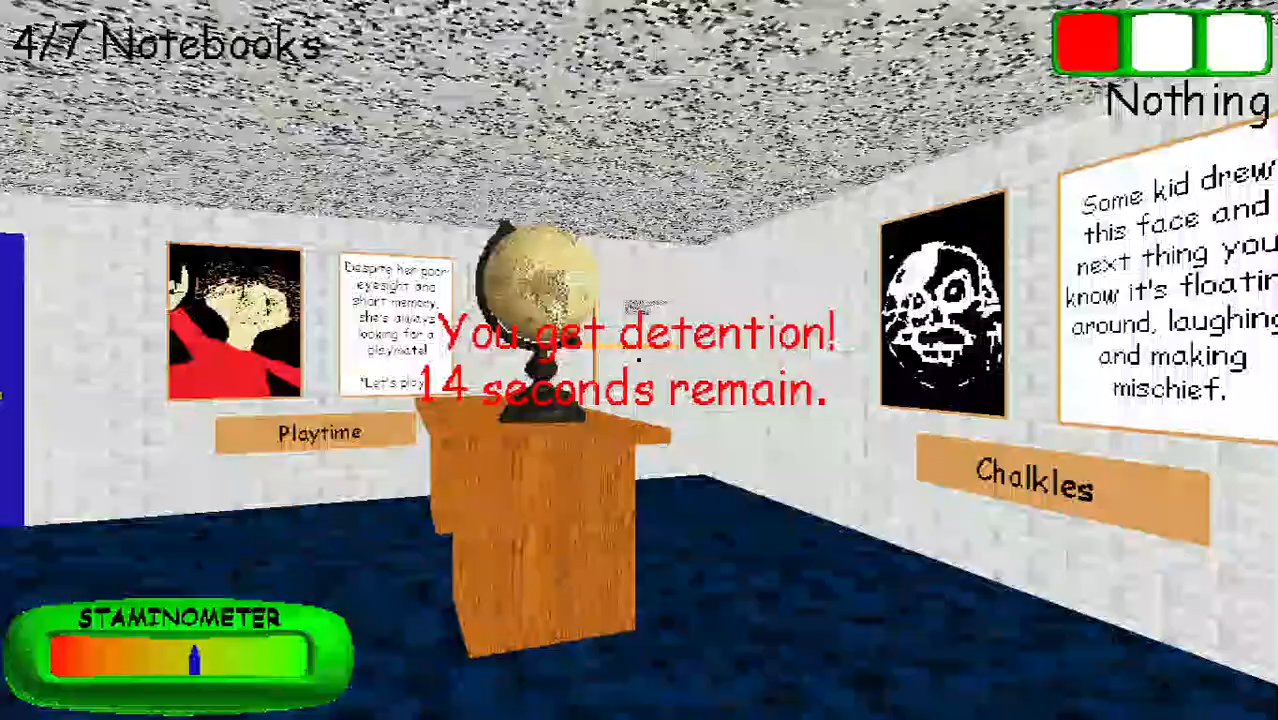 4/7 Notebooks
Nothing
Despite her poor
eyesight and
short memory,
she's always
looking for a
playmate!
"Let's play
Playtime
You get detention!
14 seconds remain.
Some kid drew
this face and
next thing you
know it's
around, laughing
and making
mischief.
Chalkles
STAMINOMETER